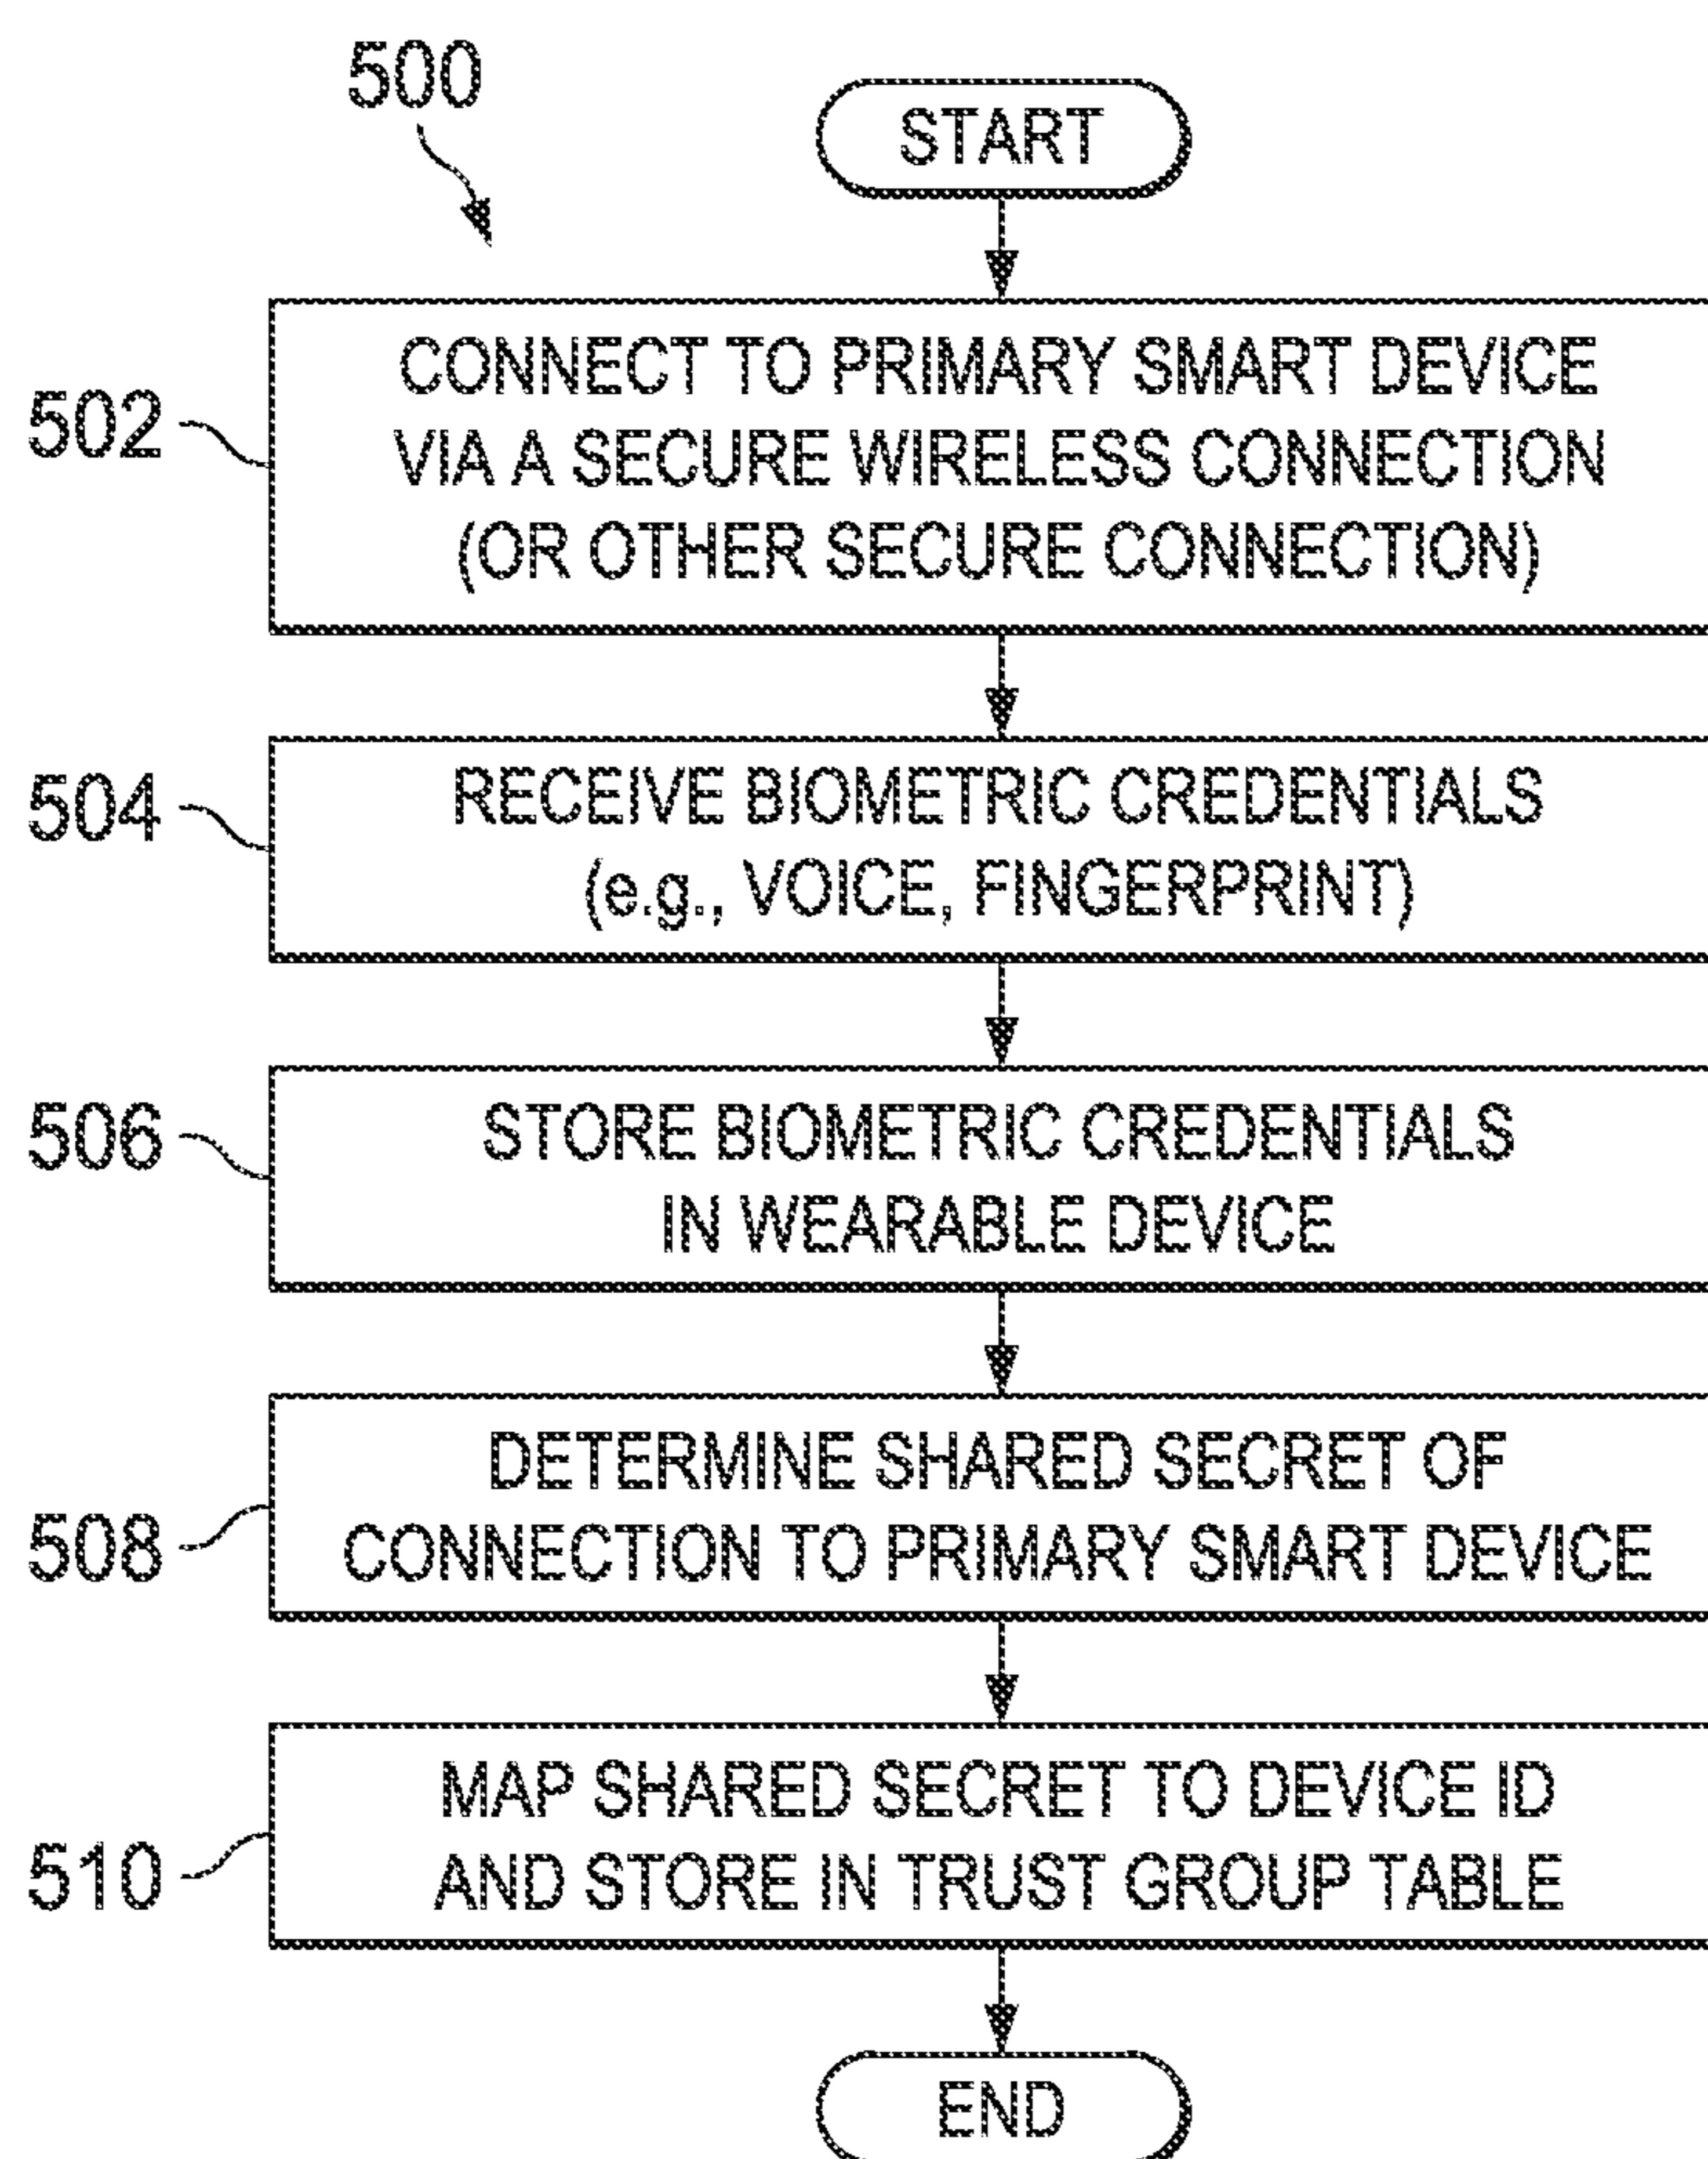 500
START
502
CONNECT TO PRIMARY SMART DEVICE
VIA A SECURE WIRELESS CONNECTION
(OR OTHER SECURE CONNECTION)
504
RECEIVE BIOMETRIC CREDENTIALS
(e.g., VOICE, FINGERPRINT)
506
STORE BIOMETRIC CREDENTIALS
IN WEARABLE DEVICE
508
DETERMINE SHARED SECRET OF
CONNECTION TO PRIMARY SMART DEVICE
510
MAP SHARED SECRET TO DEVICE ID
AND STORE IN TRUST GROUP TABLE
END